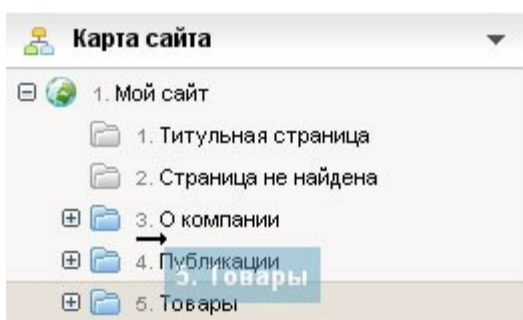 Карта сайта
1. Мой сайт
1. Титульная страница
2. Страница не найдена
3. О компании
4. Публикации
5. Товары
5. Товары